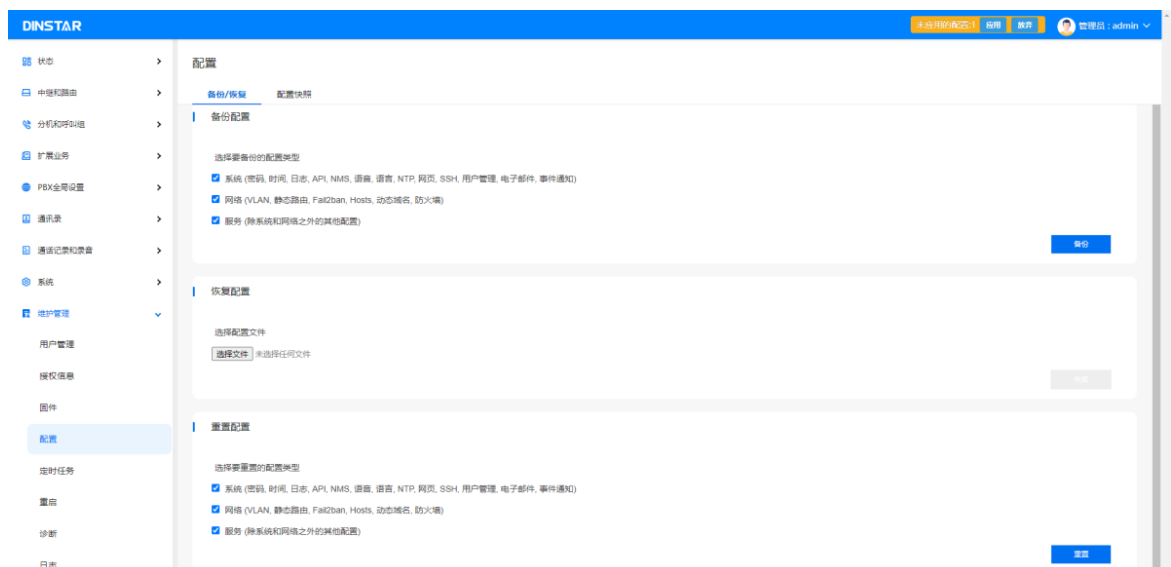 DINSTAR
未应用的配置:1 应用 放弃 管理员 : admin
状态
中继和路由
分机和呼叫组
扩展业务
PBX全局设置
通讯录
通话记录和录音
系统
维护管理
用户管理
授权信息
固件
配置
定时任务
重启
诊断
日志
配置
备份/恢复 配置快照
备份配置
选择要备份的配置类型
系统 (密码, 时间, 日志, API, NMS, 语音, 语言, NTP, 网页, SSH, 用户管理, 电子邮件, 事件通知)
网络 (VLAN, 静态路由, Fail2ban, Hosts, 动态域名, 防火墙)
服务 (除系统和网络之外的其他配置)
备份
恢复配置
选择配置文件
选择文件 未选择任何文件
重置配置
选择要重置的配置类型
系统 (密码, 时间, 日志, API, NMS, 语音, 语言, NTP, 网页, SSH, 用户管理, 电子邮件, 事件通知)
网络 (VLAN, 静态路由, Fail2ban, Hosts, 动态域名, 防火墙)
服务 (除系统和网络之外的其他配置)
重置